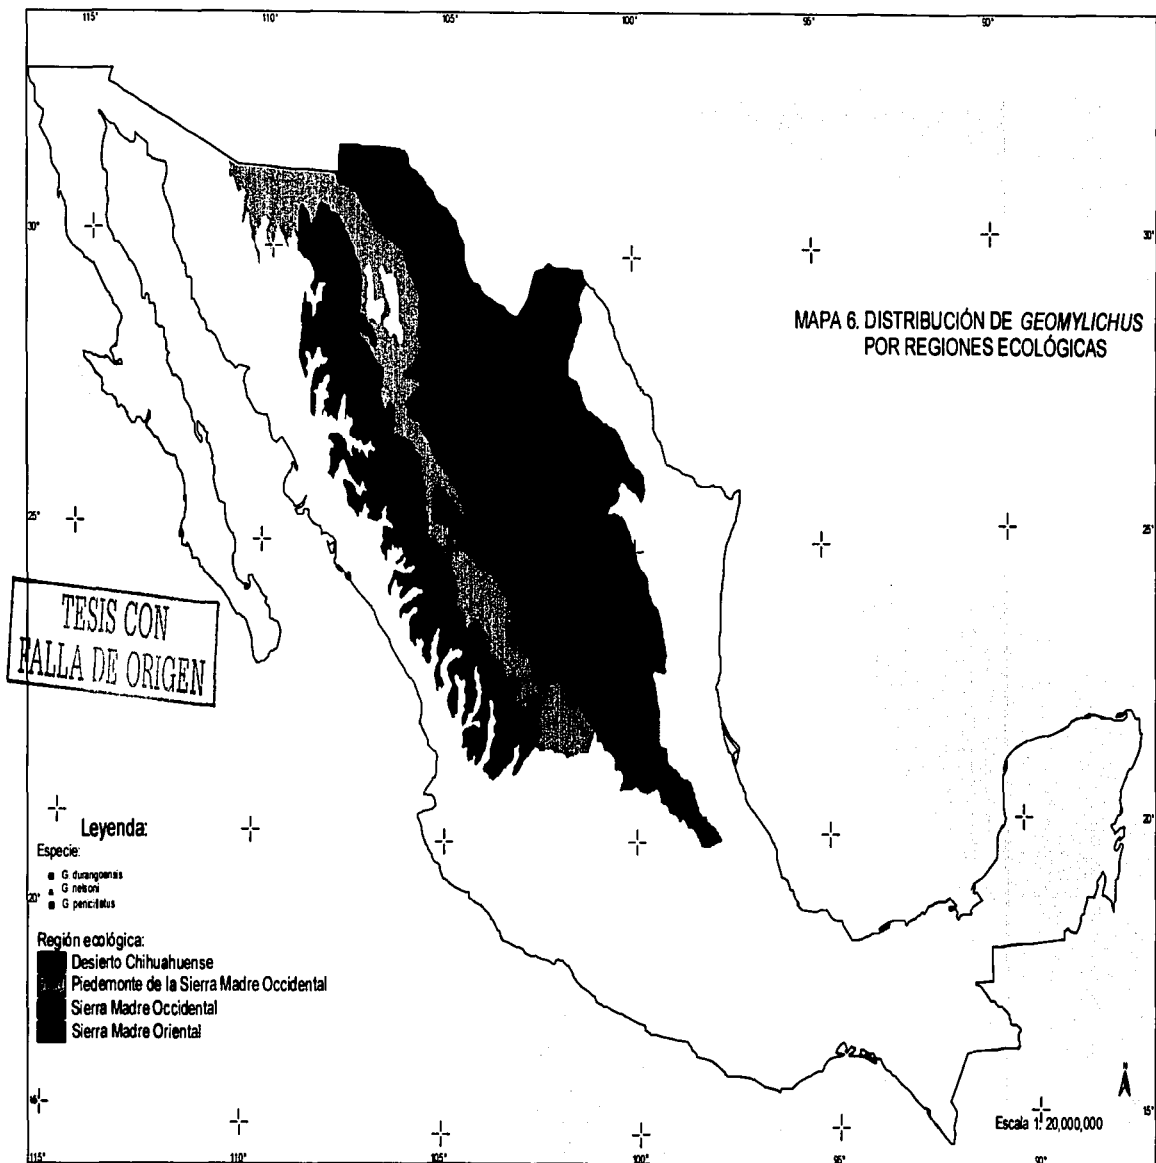 115° 110° 105° 100° 95° 90°
30° 30°
MAPA 6. DISTRIBUCIÓN DE GEOMYLICHUS
POR REGIONES ECOLÓGICAS
25° 25°
TESIS CON
FALLA DE ORIGEN
Leyenda:
Especie:
G. durangoensis
G. nelsoni
G. pencillatus
20° 20°
Región ecológica:
Desierto Chihuahuense
Piedemonte de la Sierra Madre Occidental
Sierra Madre Occidental
Sierra Madre Oriental
N
Escala 1: 20,000,000
15°
115° 110° 105° 100° 95° 90°